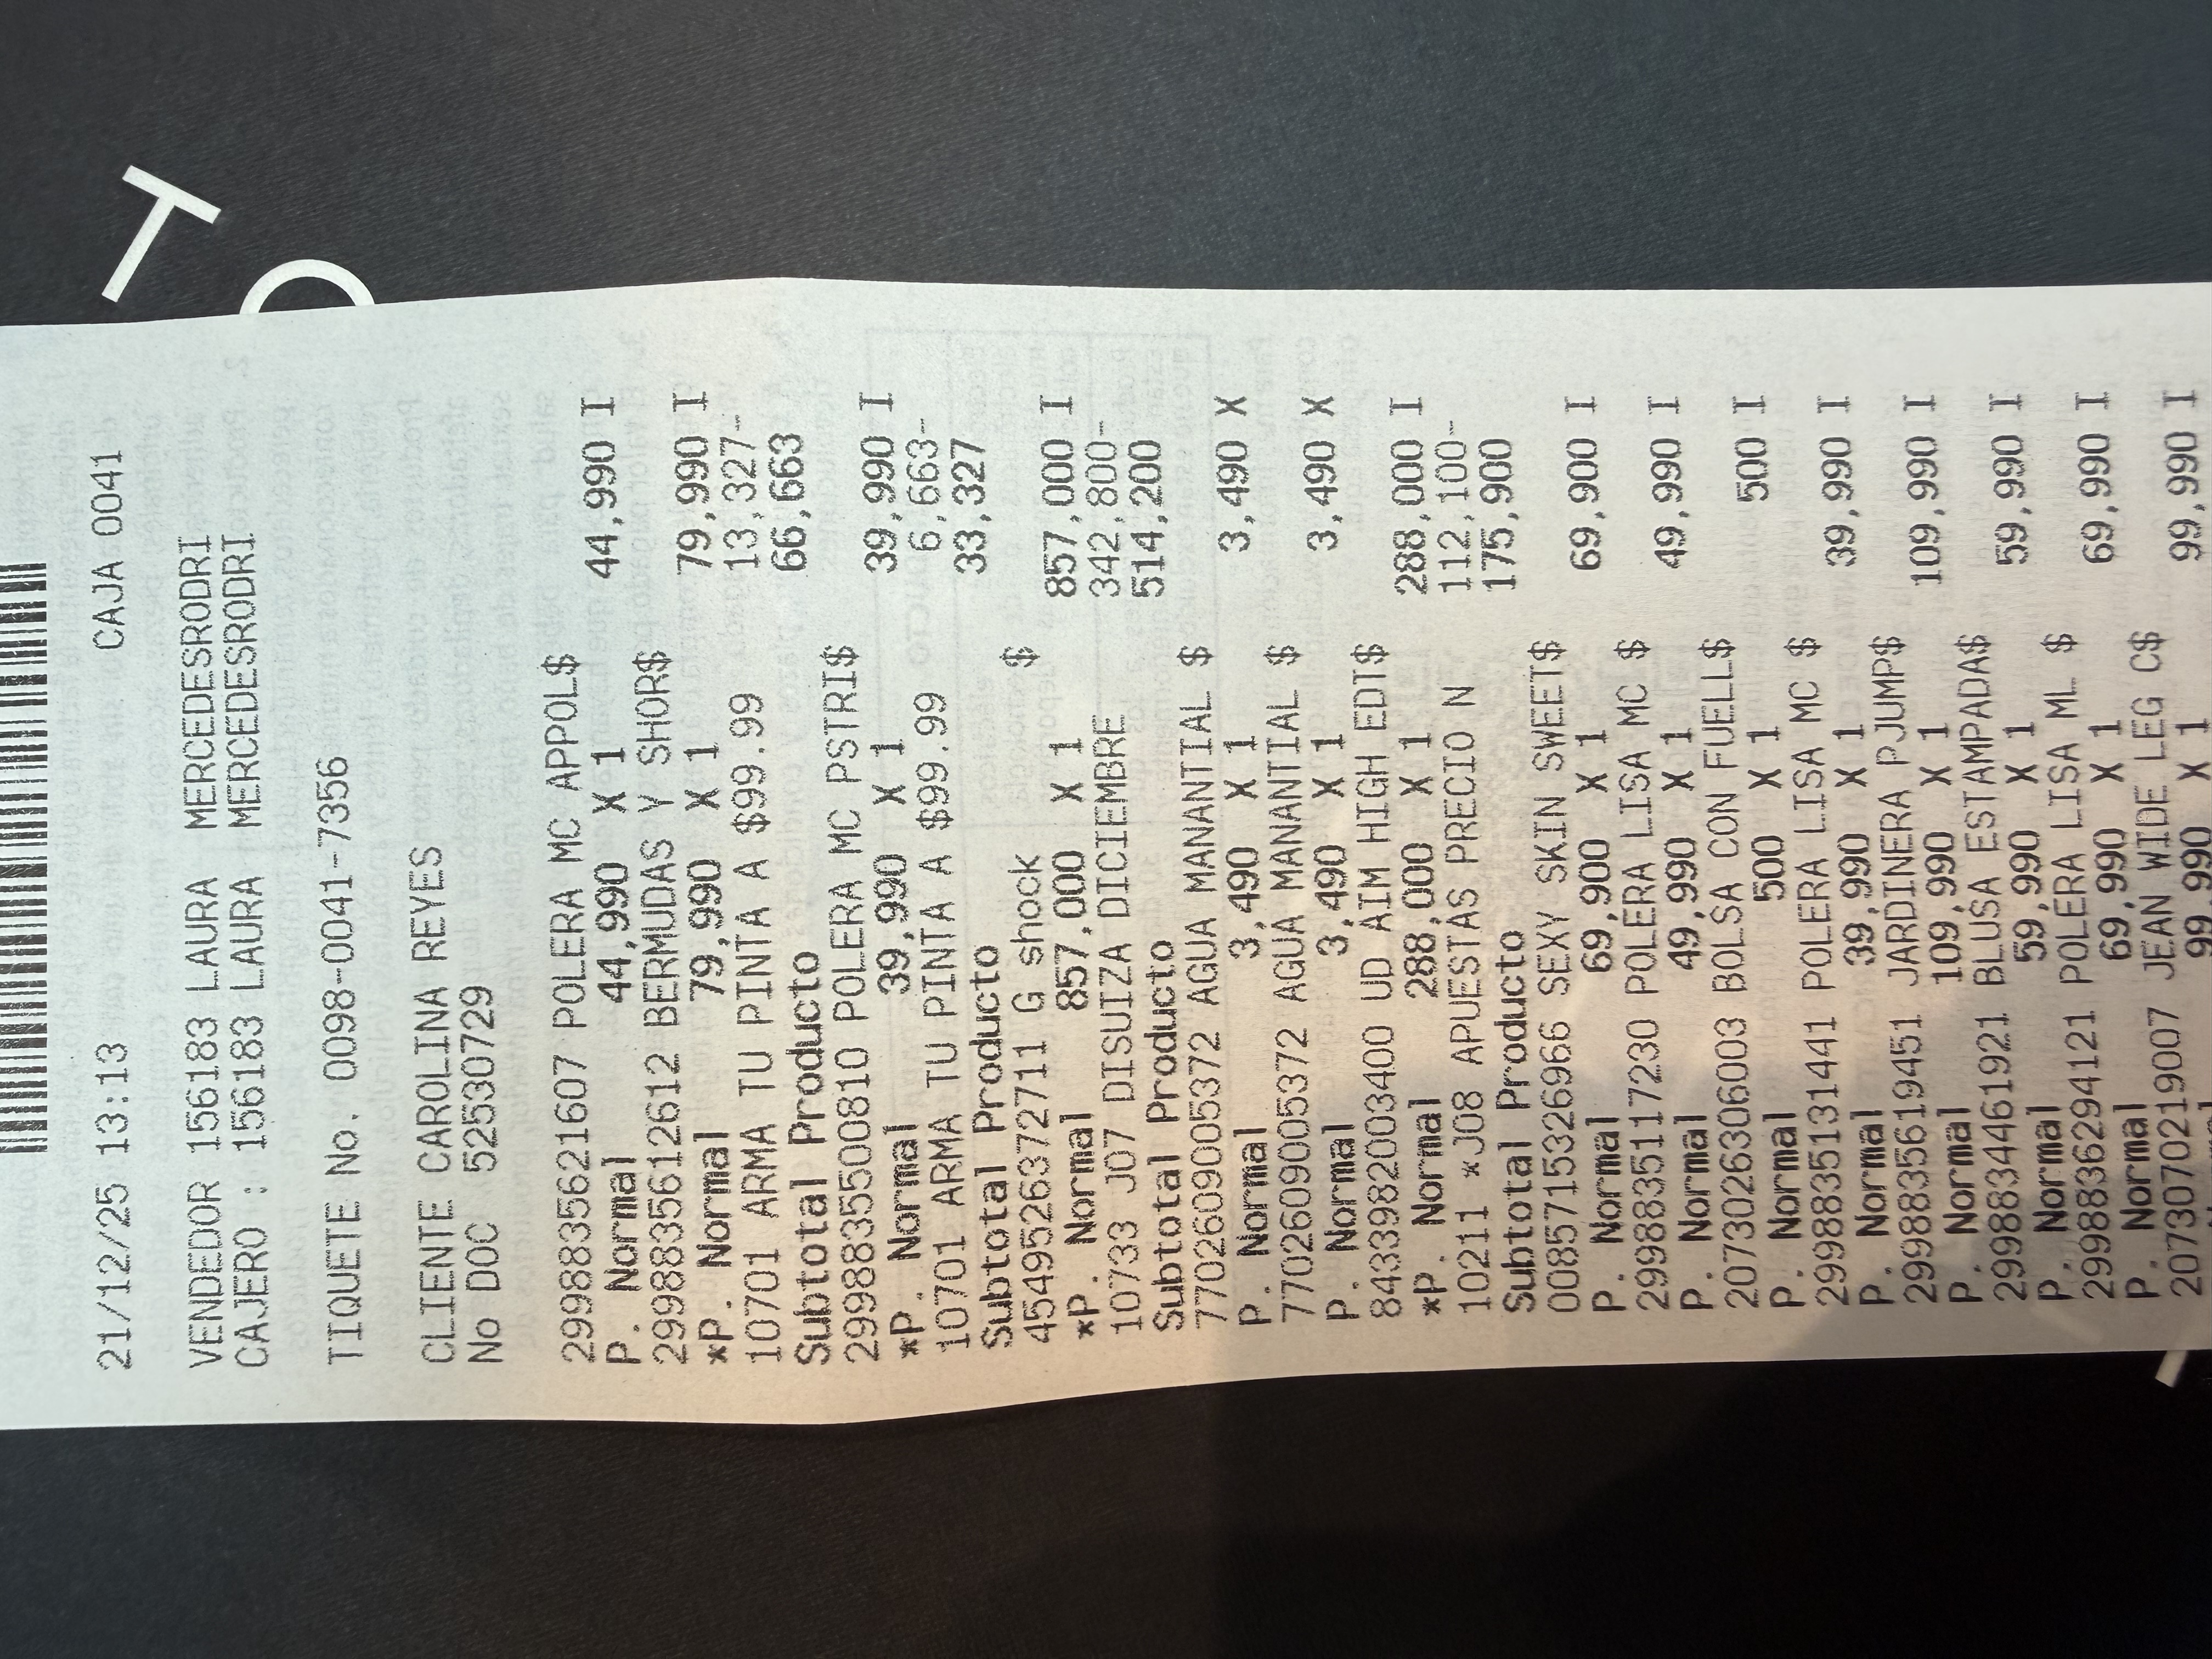 TO
21/12/25 13:13 CAJA 0041
VENDEDOR 156183 LAURA MERCEDESRODRI
CAJERO : 156183 LAURA MERCEDESRODRI
TIQUETE No. 0098-0041-7356
CLIENTE CAROLINA REYES
No DOC 52530729
2998835621607 POLERA MC APPOL$
P. Normal 44,990 X 1 44,990 I
2998835612612 BERMUDAS Y SHOR$
*P. Normal 79,990 X 1 79,990 I
10701 ARMA TU PINTA A $99.99 13,327-
Subtotal Producto 66,663
2998835500810 POLERA MC PSTRI$
*P. Normal 39,990 X 1 39,990 I
10701 ARMA TU PINTA A $99.99 6,663-
Subtotal Producto 33,327
4549526372711 G shock $
*P. Normal 857,000 X 1 857,000 I
10733 J07 DISUIZA DICIEMBRE 342,800-
Subtotal Producto 514,200
7702609005372 AGUA MANANTIAL $
P. Normal 3,490 X 1 3,490 X
7702609005372 AGUA MANANTIAL $
P. Normal 3,490 X 1 3,490 X
8433982003400 UD AIM HIGH EDT$
*P. Normal 288,000 X 1 288,000 I
10211 *J08 APUESTAS PRECIO N 112,100-
Subtotal Producto 175,900
0085715326966 SEXY SKIN SWEET$
P. Normal 69,900 X 1 69,900 I
2998835117230 POLERA LISA MC $
P. Normal 49,990 X 1 49,990 I
2073026306003 BOLSA CON FUELL$
P. Normal 500 X 1 500 I
2998835131441 POLERA LISA MC $
P. Normal 39,990 X 1 39,990 I
2998835619451 JARDINERA PJUMP$
P. Normal 109,990 X 1 109,990 I
2998834461921 BLUSA ESTAMPADA$
P. Normal 59,990 X 1 59,990 I
2998836294121 POLERA LISA ML $
P. Normal 69,990 X 1 69,990 I
2073070219007 JEAN WIDE LEG C$
99,990 X 1 99,990 I